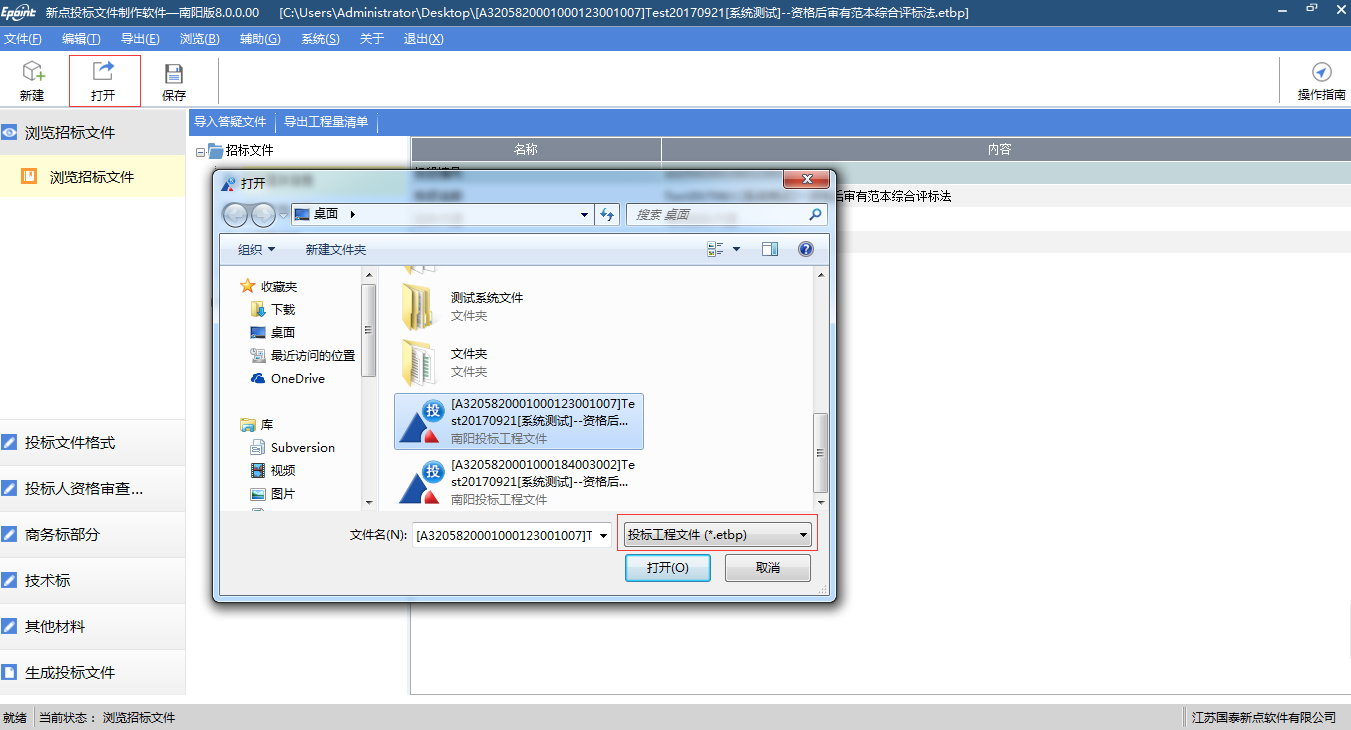 Epoint 新点投标文件制作软件—南阳版8.0.0.00 [C:\Users\Administrator\Desktop\[A3205820001000123001007]Test20170921[系统测试]--资格后审有范本综合评标法.etbp]
文件(F) 编辑(T) 导出(E) 浏览(B) 辅助(G) 系统(S) 关于 退出(X)
新建 打开 保存 操作指南
浏览招标文件
浏览招标文件
投标文件格式
投标人资格审查...
商务标部分
技术标
其他材料
生成投标文件
导入答疑文件 导出工程量清单
招标文件
名称 内容
后审有范本综合评标法
打开
桌面
搜索 桌面
组织 新建文件夹
收藏夹
下载
桌面
最近访问的位置
OneDrive
库
Subversion
视频
图片
测试系统文件
文件夹
文件夹
文件夹
投
[A3205820001000123001007]Te
st20170921[系统测试]--资格后...
南阳投标工程文件
投
[A3205820001000184003002]Te
st20170921[系统测试]--资格后...
南阳投标工程文件
文件名(N): [A3205820001000123001007]T 投标工程文件 (*.etbp)
打开(O) 取消
就绪 当前状态： 浏览招标文件 江苏国泰新点软件有限公司